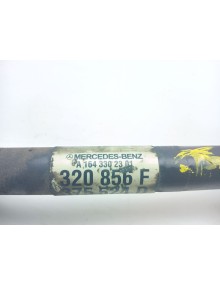 MERCEDES-BENZ
A 164 330 23 01
320 856 F